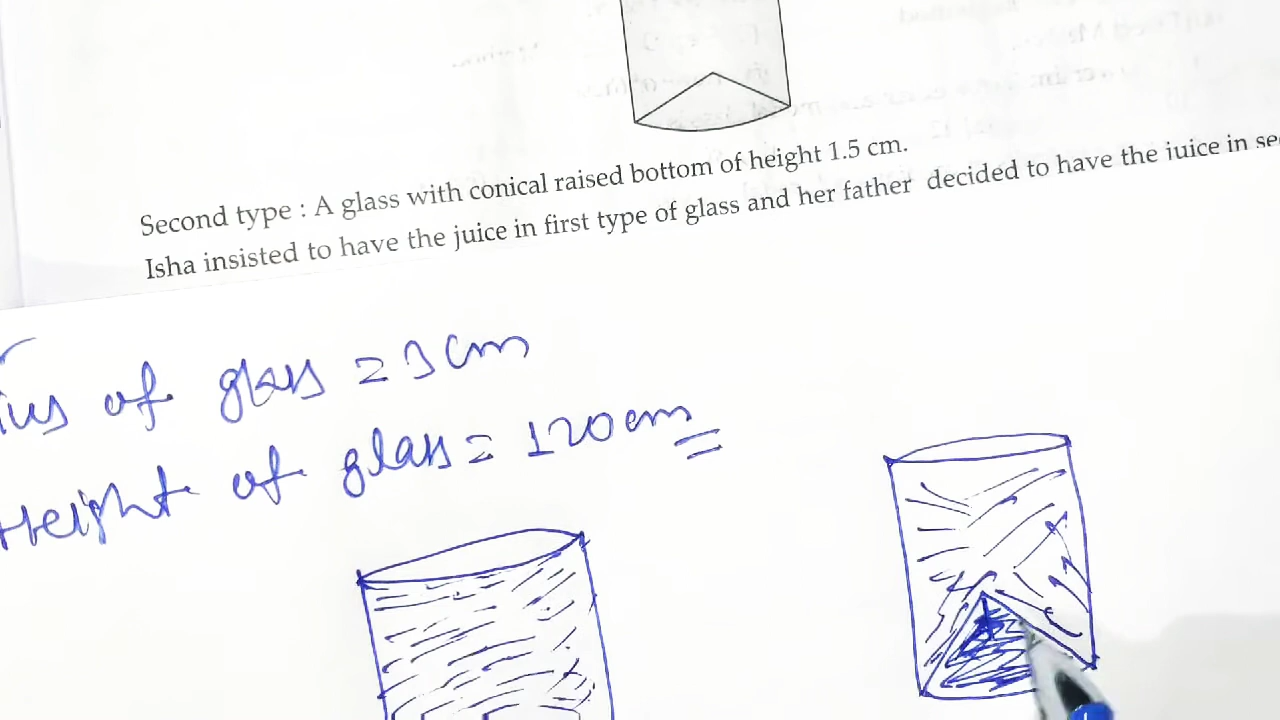 Second type : A glass with conical raised bottom of height 1.5 cm.
Isha insisted to have the juice in first type of glass and her father decided to have the juice in se
ius of glass = 3 cm
Height of glass = 120 cm